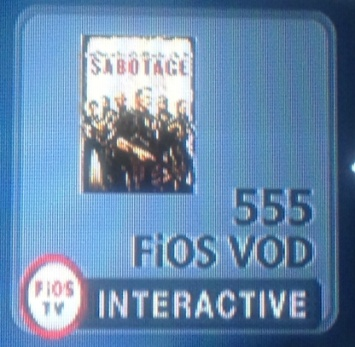 SABOTAGE
555
FiOS VOD
FiOS
TV
INTERACTIVE